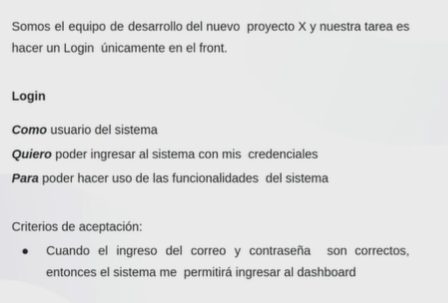 Somos el equipo de desarrollo del nuevo proyecto X y nuestra tarea es
hacer un Login únicamente en el front.
Login
Como usuario del sistema
Quiero poder ingresar al sistema con mis credenciales
Para poder hacer uso de las funcionalidades del sistema
Criterios de aceptación:
● Cuando el ingreso del correo y contraseña son correctos,
entonces el sistema me permitirá ingresar al dashboard